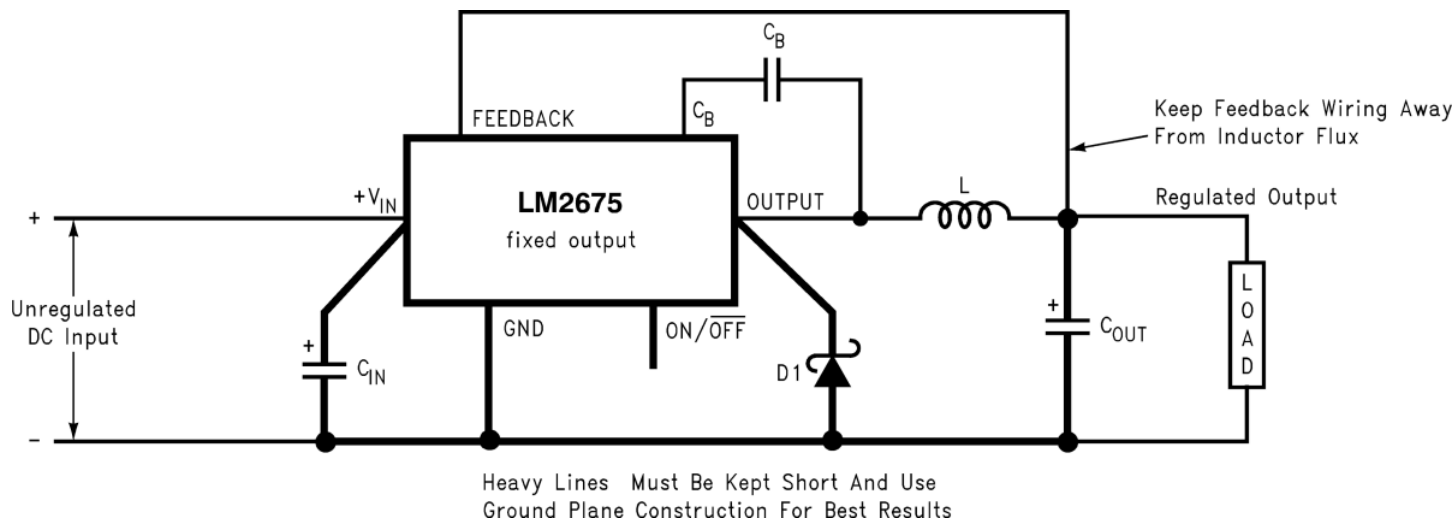 C_B
FEEDBACK
C_B
Keep Feedback Wiring Away
From Inductor Flux
+V_IN
LM2675
OUTPUT
L
Regulated Output
fixed output
+
Unregulated
DC Input
GND
ON/O̅F̅F̅
+
C_IN
D1
+
C_OUT
LOAD
−
Heavy Lines Must Be Kept Short And Use
Ground Plane Construction For Best Results